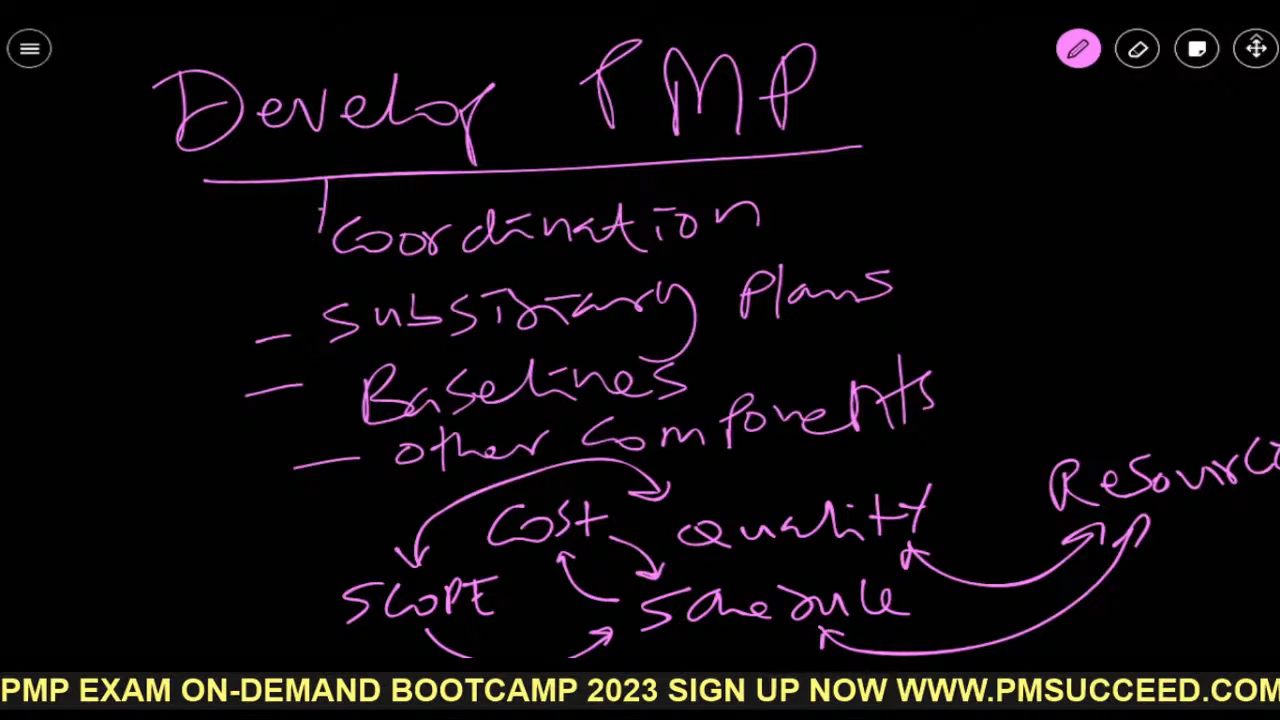 Develop PMP
Coordination
- Subsidiary Plans
- Baselines
- other components
Resourc
Cost Quality
SCOPE Schedule
PMP EXAM ON-DEMAND BOOTCAMP 2023 SIGN UP NOW WWW.PMSUCCEED.COM